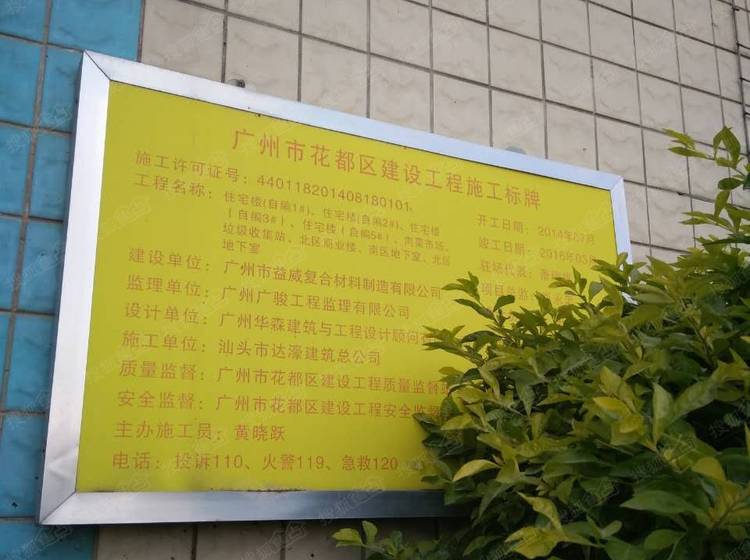 广州市花都区建设工程施工标牌
施工许可证号：440118201408180101
开工日期：2014年07月
工程名称：住宅楼(自编1#)、住宅楼(自编2#)、住宅楼
（自编3#）、住宅楼(自编5#）、肉菜市场、
垃圾收集站、北区商业楼、南区地下室、北区
地下室
竣工日期：2016年03月
驻场代表：
项目总监：
建设单位：广州市益威复合材料制造有限公司
监理单位：广州广骏工程监理有限公司
设计单位：广州华森建筑与工程设计顾问
施工单位：汕头市达濠建筑总公司
质量监督：广州市花都区建设工程质量监督
安全监督：广州市花都区建设工程安全监督
主办施工员：黄晓跃
电话：投诉110、火警119、急救120